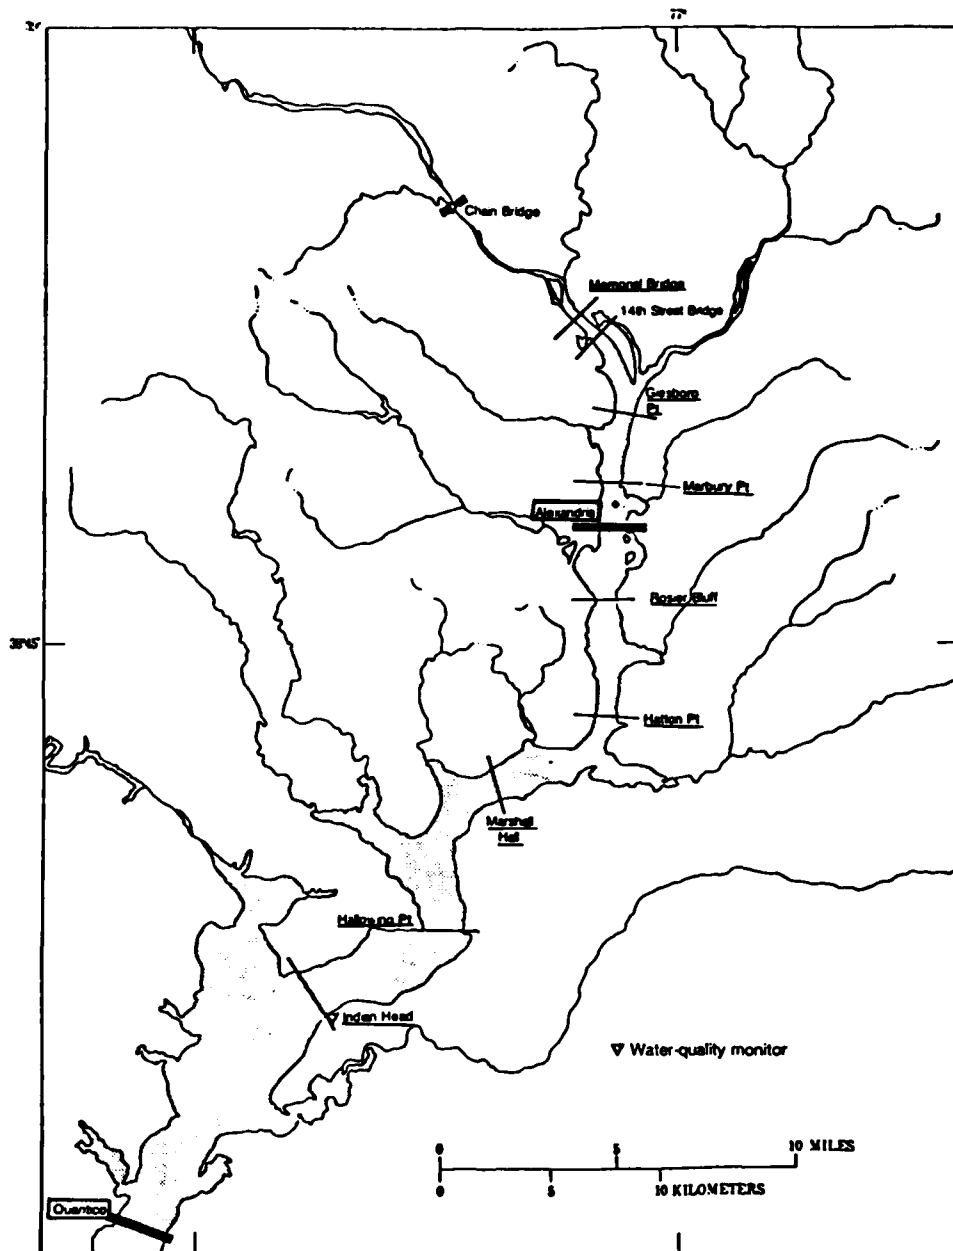 77°
Chain Bridge
Memorial Bridge
14th Street Bridge
Giesboro
Pt
Marbury Pt
Alexandria
Rosier Bluff
38°45'
Hatton Pt
Marshall
Hall
Hallowing Pt
Indian Head
Water-quality monitor
0 5 10 MILES
0 5 10 KILOMETERS
Quantico